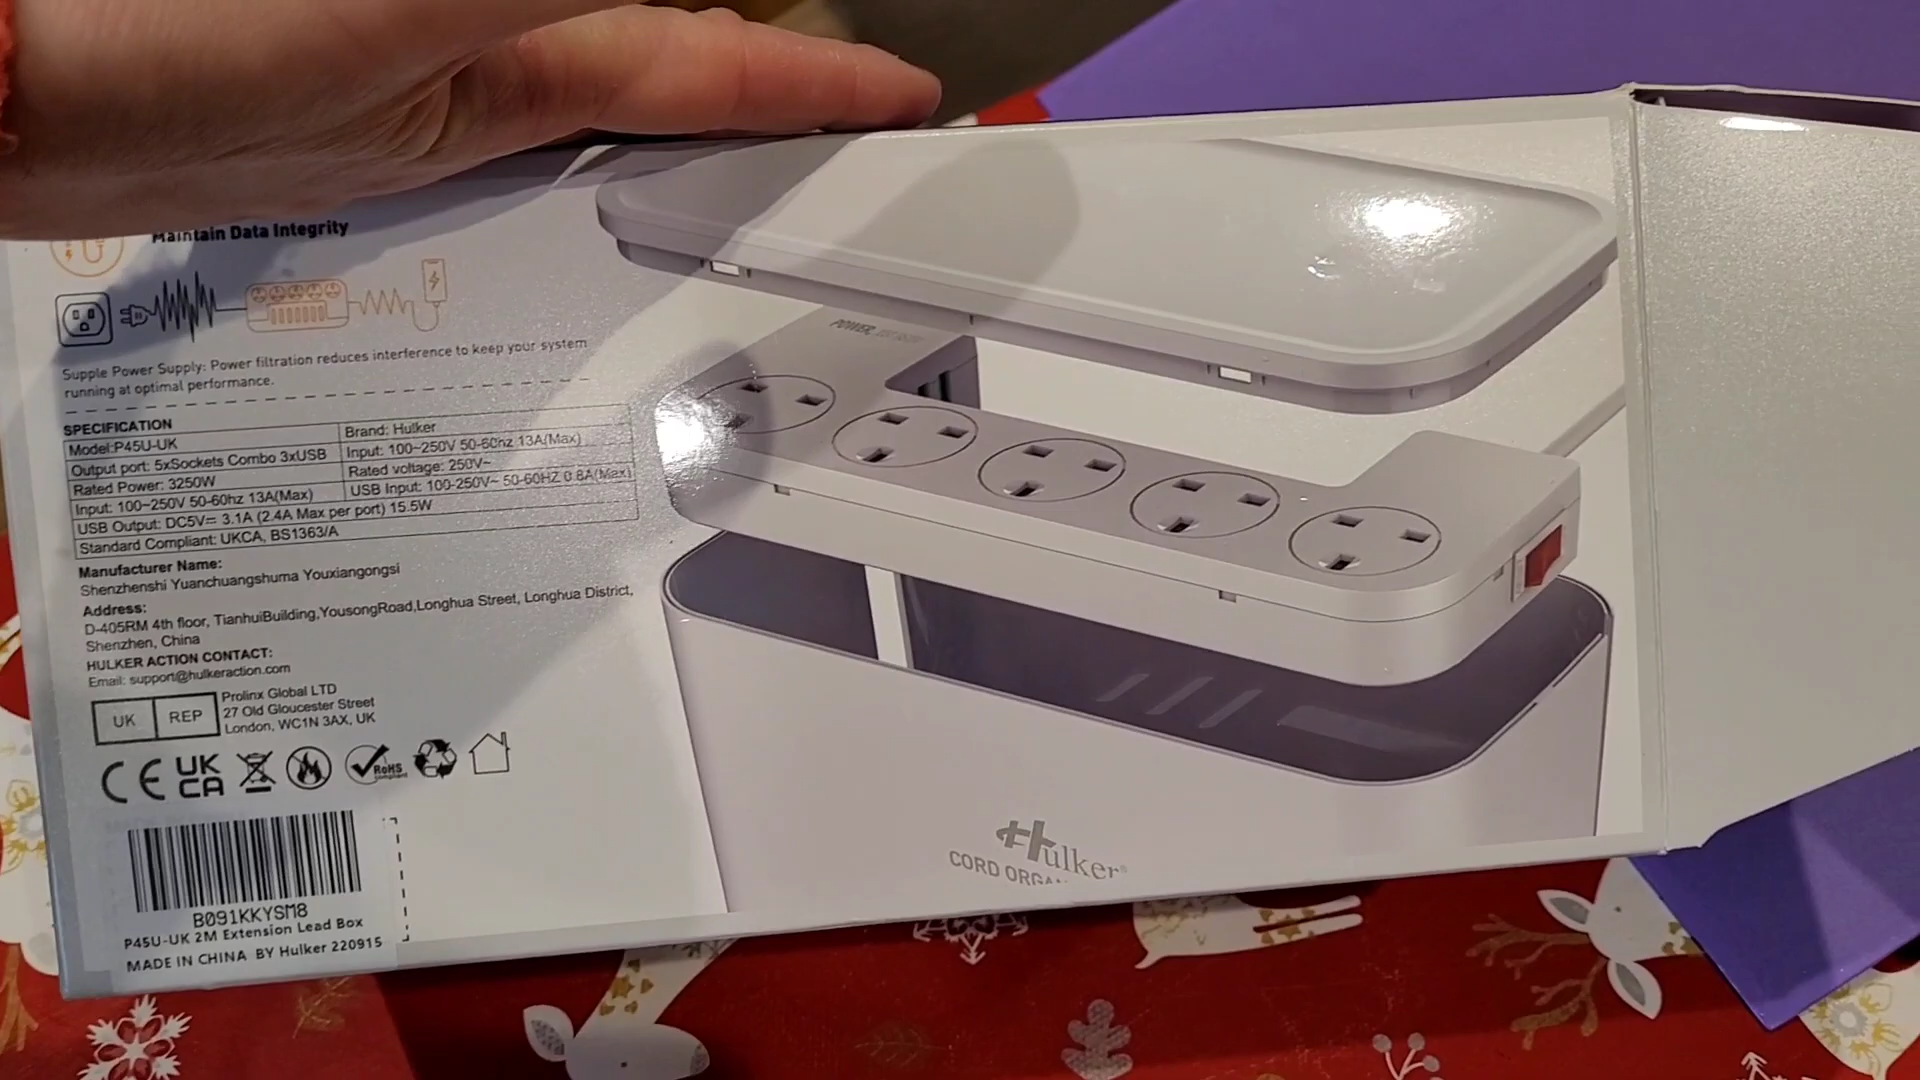 Maintain Data Integrity
Supple Power Supply: Power filtration reduces interference to keep your system
running at optimal performance.
SPECIFICATION
Model:P45U-UK
Brand: Hulker
Output port: 5xSockets Combo 3xUSB
Input: 100~250V 50-60hz 13A(Max)
Rated Power: 3250W
Rated voltage: 250V~
Input: 100~250V 50-60hz 13A(Max)
USB Input: 100-250V~ 50-60HZ 0.8A(Max)
USB Output: DC5V⎓ 3.1A (2.4A Max per port) 15.5W
Standard Compliant: UKCA, BS1363/A
Manufacturer Name:
Shenzhenshi Yuanchuangshuma Youxiangongsi
Address:
D-405RM 4th floor, TianhuiBuilding,YousongRoad,Longhua Street, Longhua District,
Shenzhen, China
HULKER ACTION CONTACT:
Email: support@hulkeraction.com
UK REP
Prolinx Global LTD
27 Old Gloucester Street
London, WC1N 3AX, UK
CE UK CA RoHS compliant
B091KKYSM8
P45U-UK 2M Extension Lead Box
MADE IN CHINA BY Hulker 220915
POWER
Hulker®
CORD